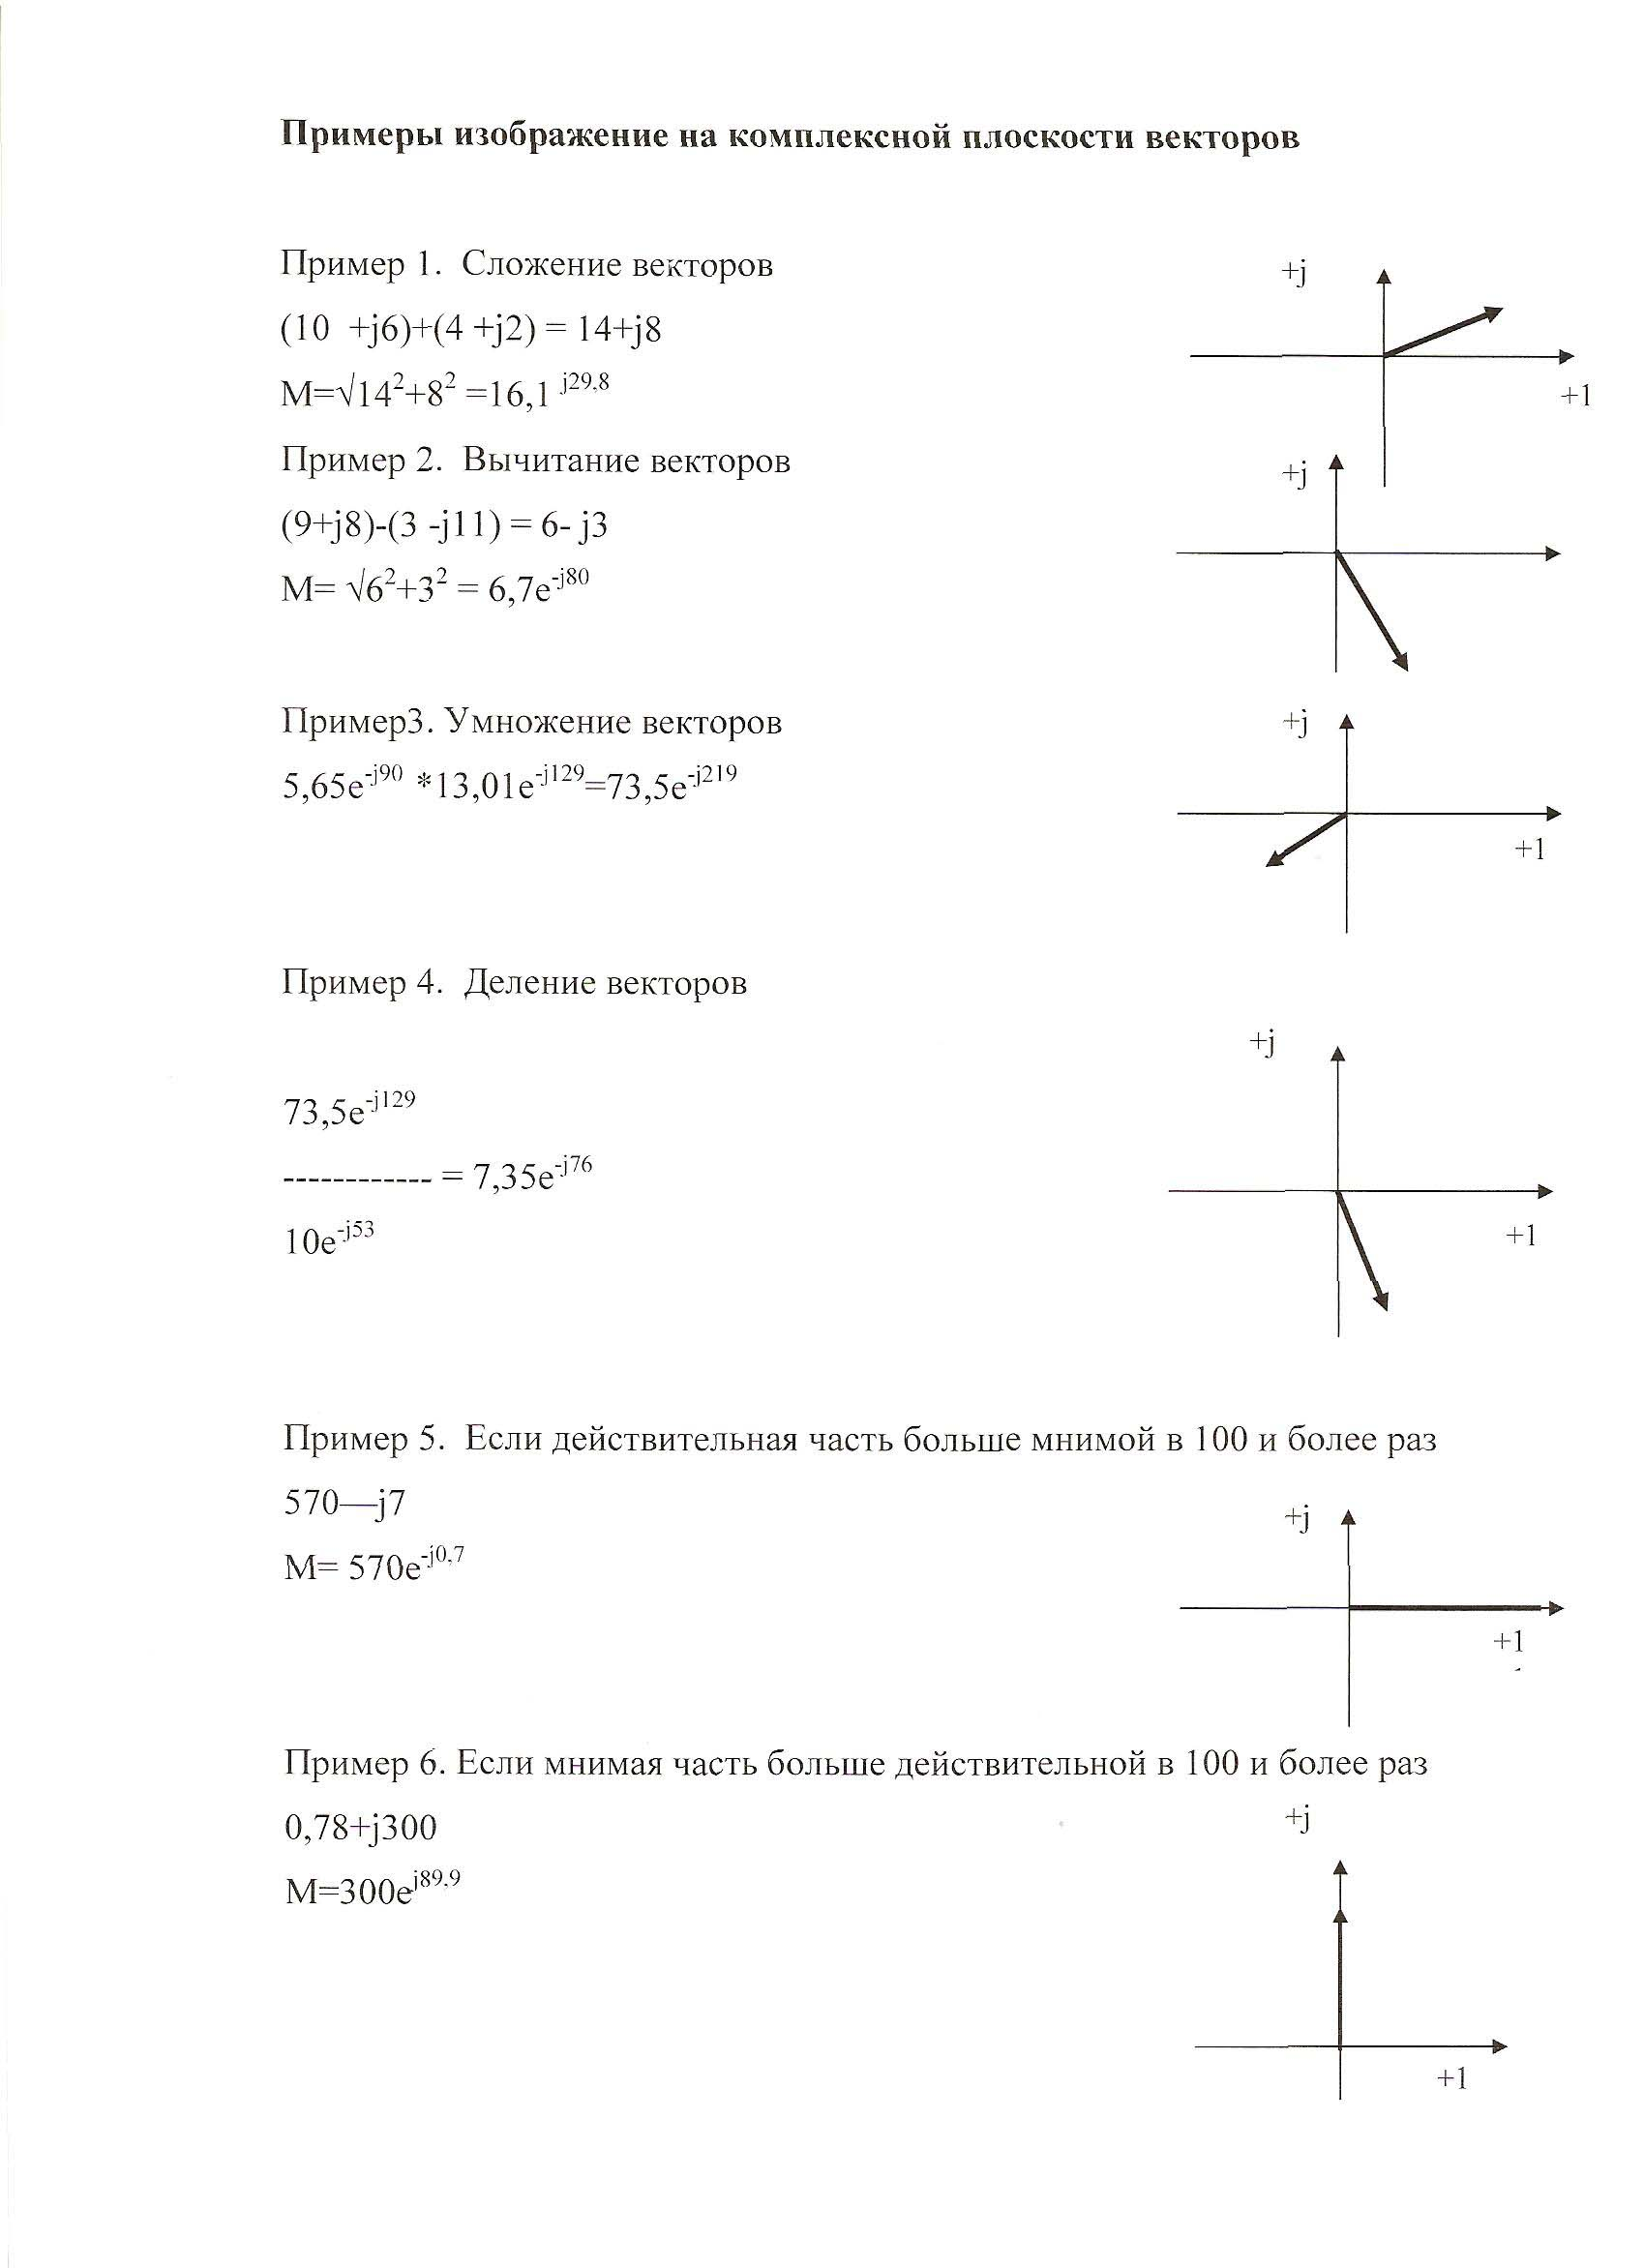 Примеры изображение на комплексной плоскости векторов
Пример 1. Сложение векторов
+j
(10 +j6)+(4 +j2) = 14+j8
M=√14²+8² =16,1 ʲ²⁹,⁸
+1
Пример 2. Вычитание векторов
+j
(9+j8)-(3 -j11) = 6- j3
M= √6²+3² = 6,7e⁻ʲ⁸⁰
Пример3. Умножение векторов
+j
5,65e⁻ʲ⁹⁰ *13,01e⁻ʲ¹²⁹=73,5e⁻ʲ²¹⁹
+1
Пример 4. Деление векторов
+j
73,5e⁻ʲ¹²⁹
------------ = 7,35e⁻ʲ⁷⁶
10e⁻ʲ⁵³
+1
Пример 5. Если действительная часть больше мнимой в 100 и более раз
570—j7
+j
M= 570e⁻ʲ⁰,⁷
+1
Пример 6. Если мнимая часть больше действительной в 100 и более раз
0,78+j300
+j
M=300eʲ⁸⁹,⁹
+1